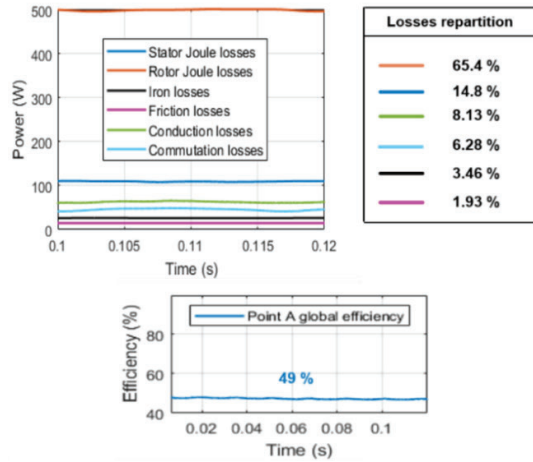 500
400
300
200
100
0
Power (W)
Stator Joule losses
Rotor Joule losses
Iron losses
Friction losses
Conduction losses
Commutation losses
0.1 0.105 0.11 0.115 0.12
Time (s)
Losses repartition
65.4 %
14.8 %
8.13 %
6.28 %
3.46 %
1.93 %
Efficiency (%)
80
60
40
Point A global efficiency
49 %
0.02 0.04 0.06 0.08 0.1
Time (s)